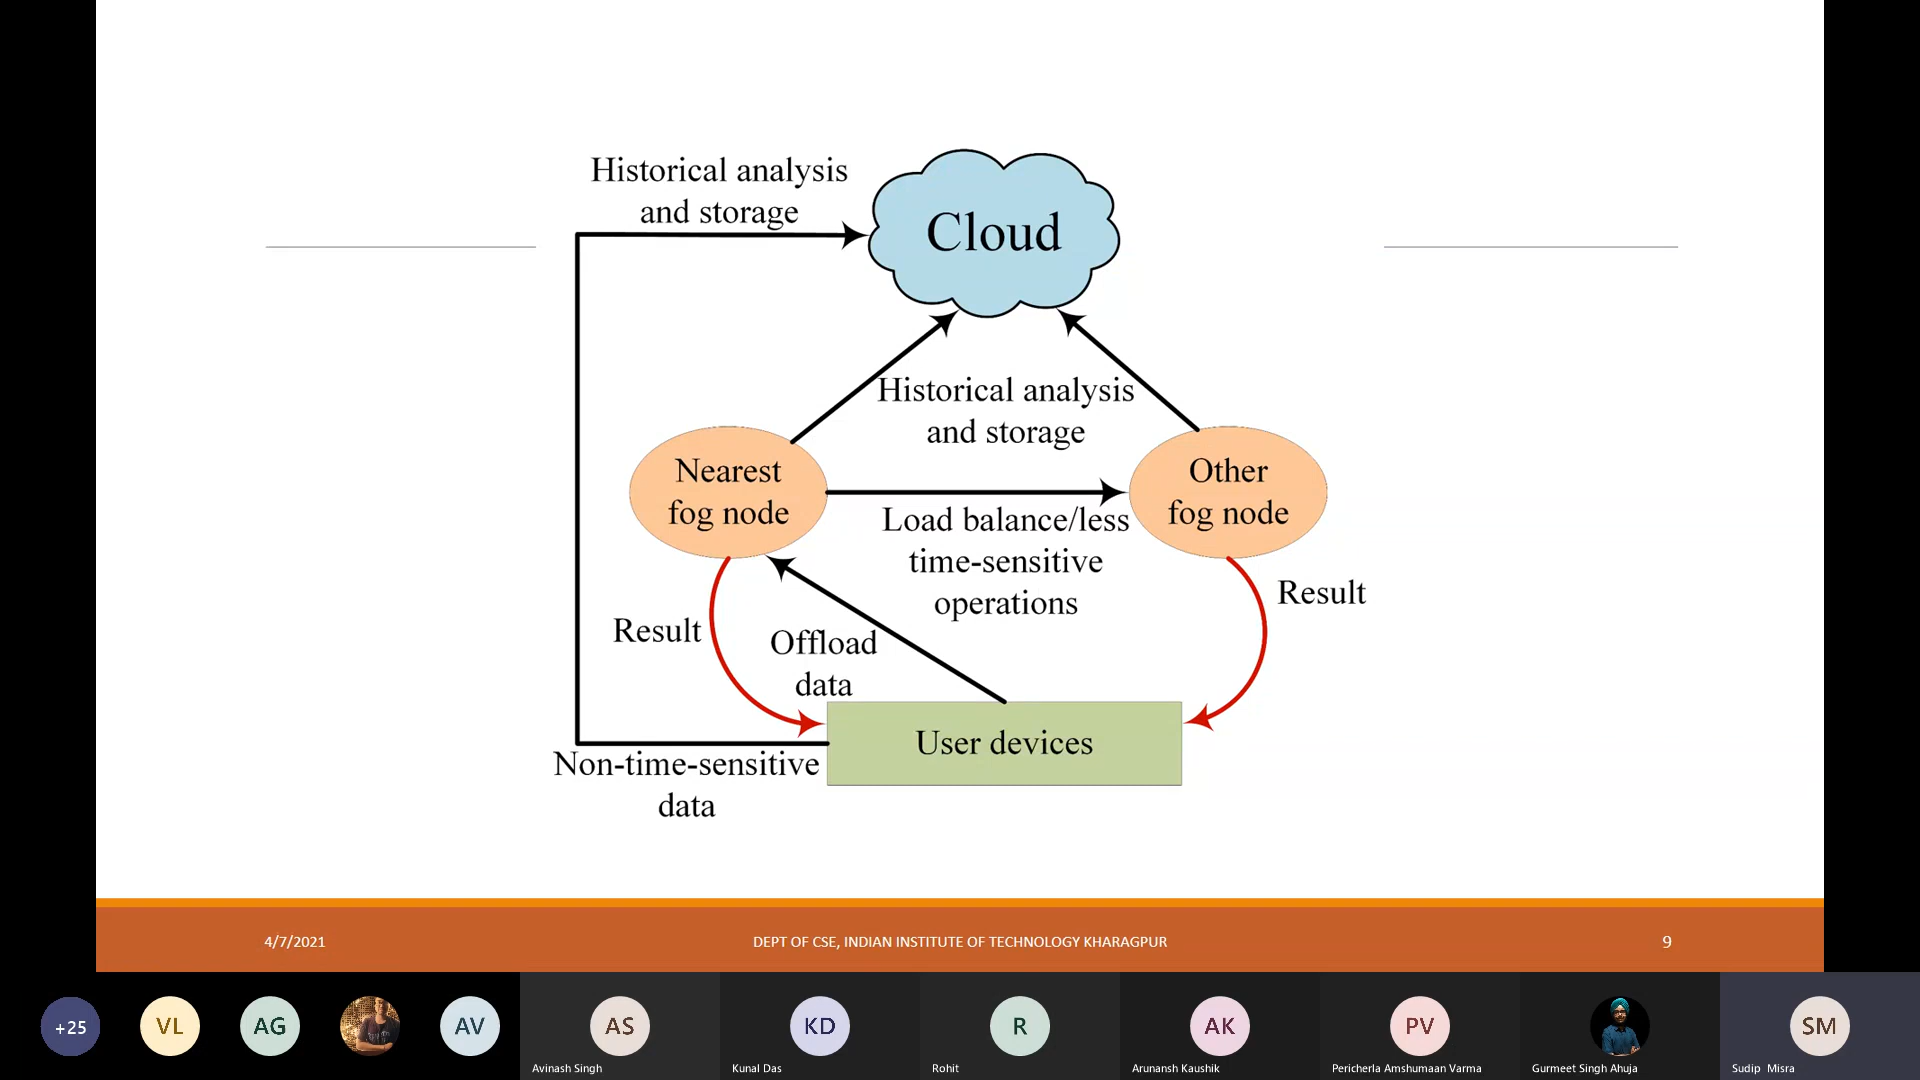 Historical analysis
and storage
Cloud
Historical analysis
and storage
Nearest
fog node
Other
fog node
Load balance/less
time-sensitive
operations
Result
Result
Offload
data
User devices
Non-time-sensitive
data
4/7/2021
DEPT OF CSE, INDIAN INSTITUTE OF TECHNOLOGY KHARAGPUR
9
+25
VL
AG
AV
AS
KD
R
AK
PV
SM
Avinash Singh
Kunal Das
Rohit
Arunansh Kaushik
Pericherla Amshumaan Varma
Gurmeet Singh Ahuja
Sudip Misra